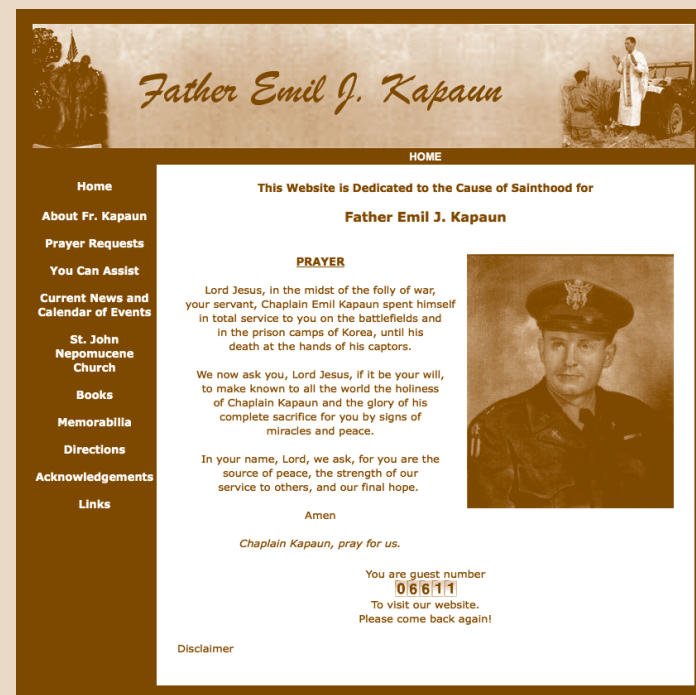 Father Emil J. Kapaun
HOME
Home
About Fr. Kapaun
Prayer Requests
You Can Assist
Current News and
Calendar of Events
St. John
Nepomucene
Church
Books
Memorabilia
Directions
Acknowledgements
Links
This Website is Dedicated to the Cause of Sainthood for
Father Emil J. Kapaun
PRAYER
Lord Jesus, in the midst of the folly of war,
your servant, Chaplain Emil Kapaun spent himself
in total service to you on the battlefields and
in the prison camps of Korea, until his
death at the hands of his captors.
We now ask you, Lord Jesus, if it be your will,
to make known to all the world the holiness
of Chaplain Kapaun and the glory of his
complete sacrifice for you by signs of
miracles and peace.
In your name, Lord, we ask, for you are the
source of peace, the strength of our
service to others, and our final hope.
Amen
Chaplain Kapaun, pray for us.
You are guest number
06611
To visit our website.
Please come back again!
Disclaimer